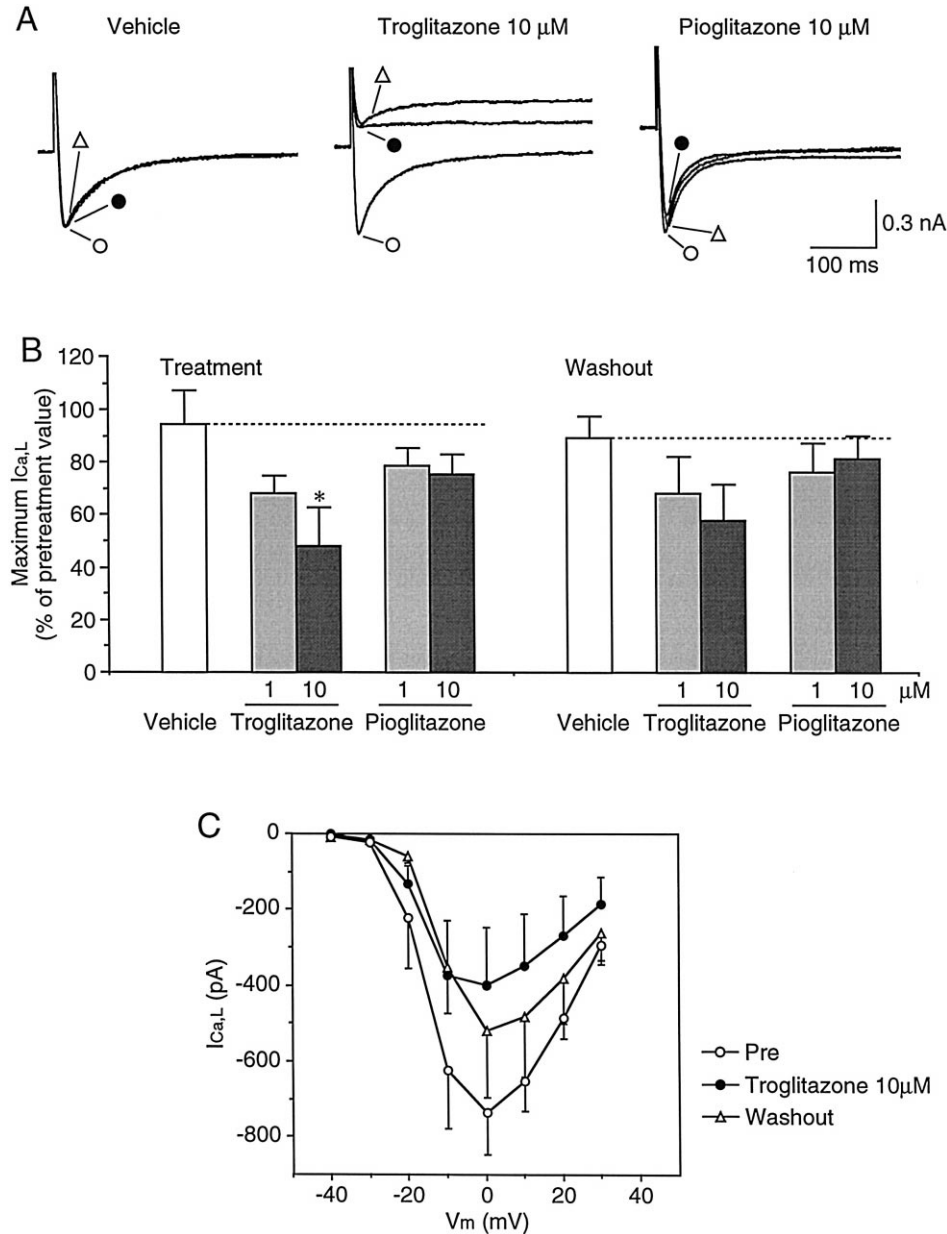 A
Vehicle
Troglitazone 10 μM
Pioglitazone 10 μM
0.3 nA
100 ms
B
Treatment
Washout
Maximum ICa,L
(% of pretreatment value)
120
100
80
60
40
20
0
*
1 10 1 10 1 10 1 10 μM
Vehicle Troglitazone Pioglitazone Vehicle Troglitazone Pioglitazone
C
ICa,L (pA)
0
-200
-400
-600
-800
-40 -20 0 20 40
Vm (mV)
Pre
Troglitazone 10μM
Washout